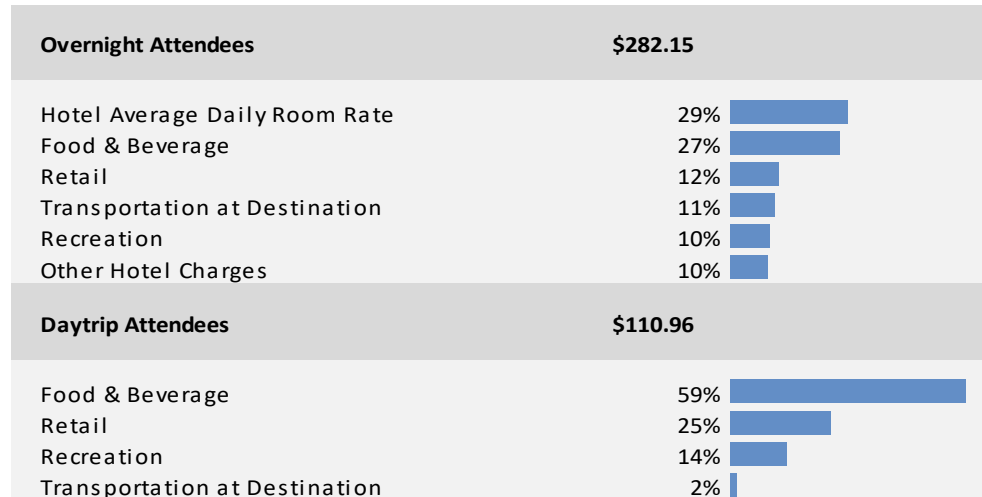 Overnight Attendees $282.15
Hotel Average Daily Room Rate 29%
Food & Beverage 27%
Retail 12%
Transportation at Destination 11%
Recreation 10%
Other Hotel Charges 10%
Daytrip Attendees $110.96
Food & Beverage 59%
Retail 25%
Recreation 14%
Transportation at Destination 2%